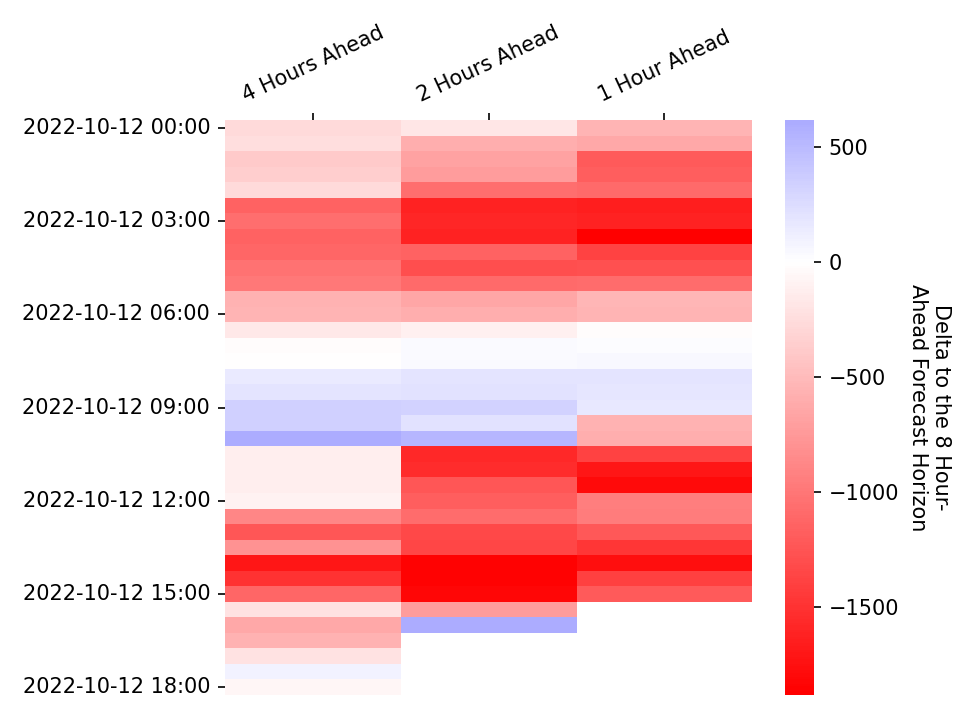 4 Hours Ahead
2 Hours Ahead
1 Hour Ahead
2022-10-12 00:00
2022-10-12 03:00
2022-10-12 06:00
2022-10-12 09:00
2022-10-12 12:00
2022-10-12 15:00
2022-10-12 18:00
500
0
−500
−1000
−1500
Delta to the 8 Hour-
Ahead Forecast Horizon